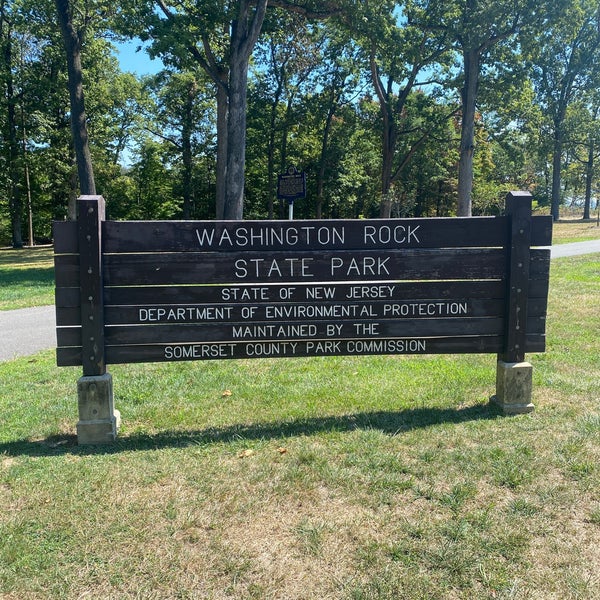 WASHINGTON ROCK
STATE PARK
STATE OF NEW JERSEY
DEPARTMENT OF ENVIRONMENTAL PROTECTION
MAINTAINED BY THE
SOMERSET COUNTY PARK COMMISSION